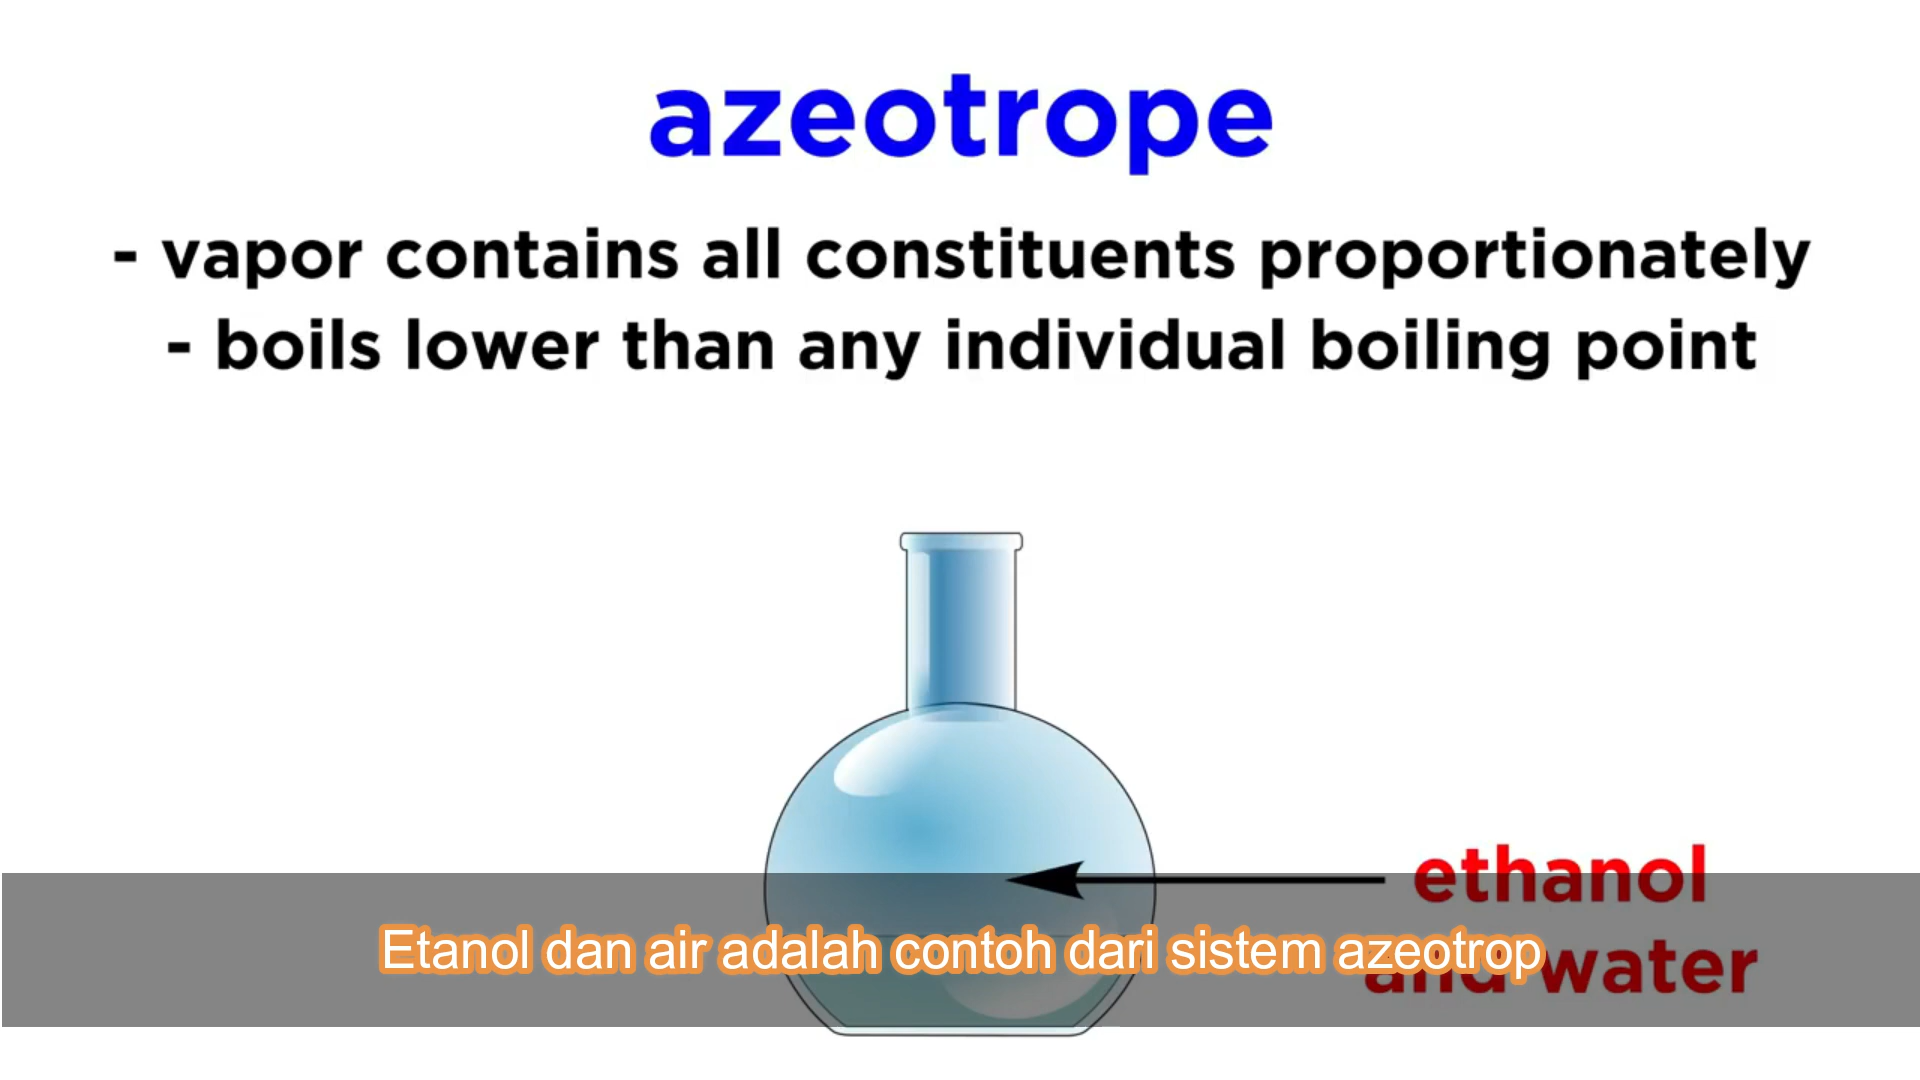 azeotrope
- vapor contains all constituents proportionately
- boils lower than any individual boiling point
ethanol
and water
Etanol dan air adalah contoh dari sistem azeotrop